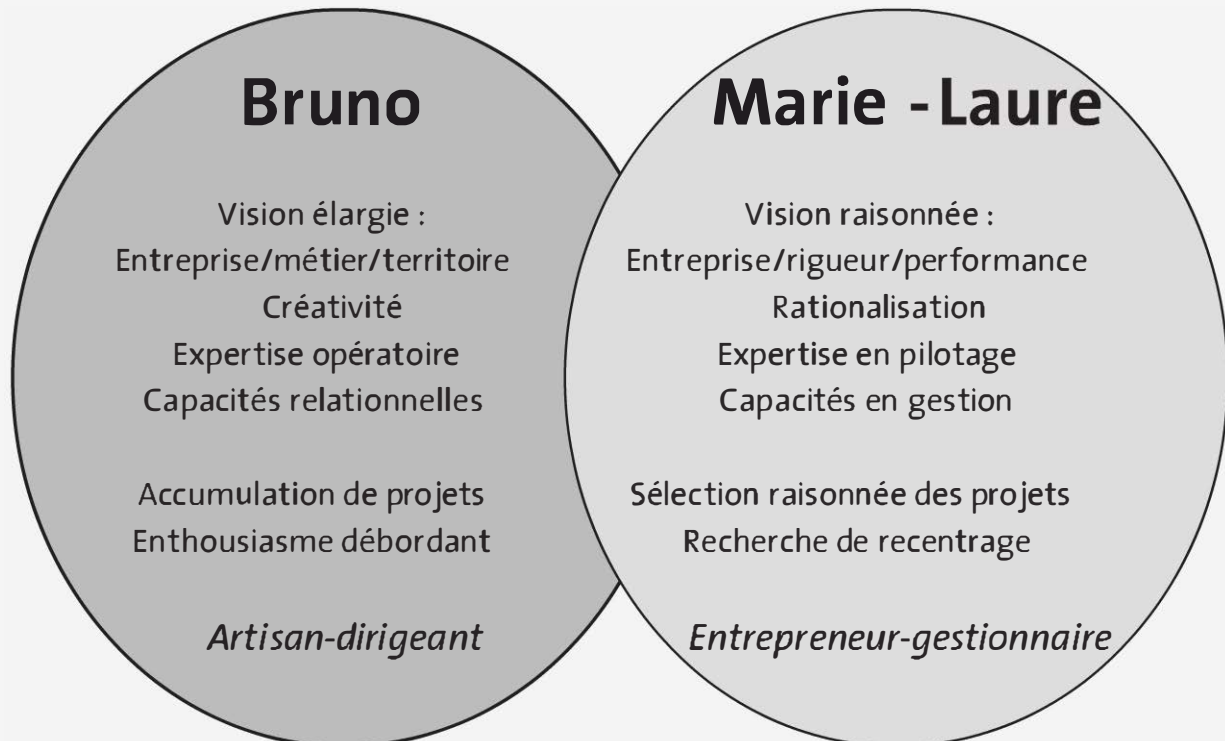 Bruno
Vision élargie :
Entreprise/métier/territoire
Créativité
Expertise opératoire
Capacités relationnelles
Accumulation de projets
Enthousiasme débordant
Artisan-dirigeant
Marie -Laure
Vision raisonnée :
Entreprise/rigueur/performance
Rationalisation
Expertise en pilotage
Capacités en gestion
Sélection raisonnée des projets
Recherche de recentrage
Entrepreneur-gestionnaire